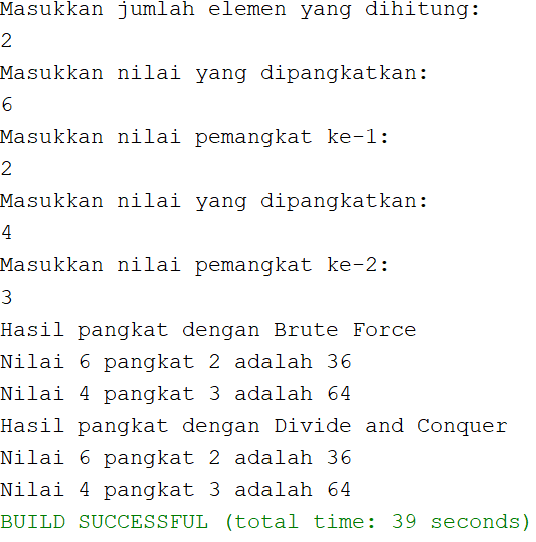 Masukkan jumlah elemen yang dihitung:
2
Masukkan nilai yang dipangkatkan:
6
Masukkan nilai pemangkat ke-1:
2
Masukkan nilai yang dipangkatkan:
4
Masukkan nilai pemangkat ke-2:
3
Hasil pangkat dengan Brute Force
Nilai 6 pangkat 2 adalah 36
Nilai 4 pangkat 3 adalah 64
Hasil pangkat dengan Divide and Conquer
Nilai 6 pangkat 2 adalah 36
Nilai 4 pangkat 3 adalah 64
BUILD SUCCESSFUL (total time: 39 seconds)